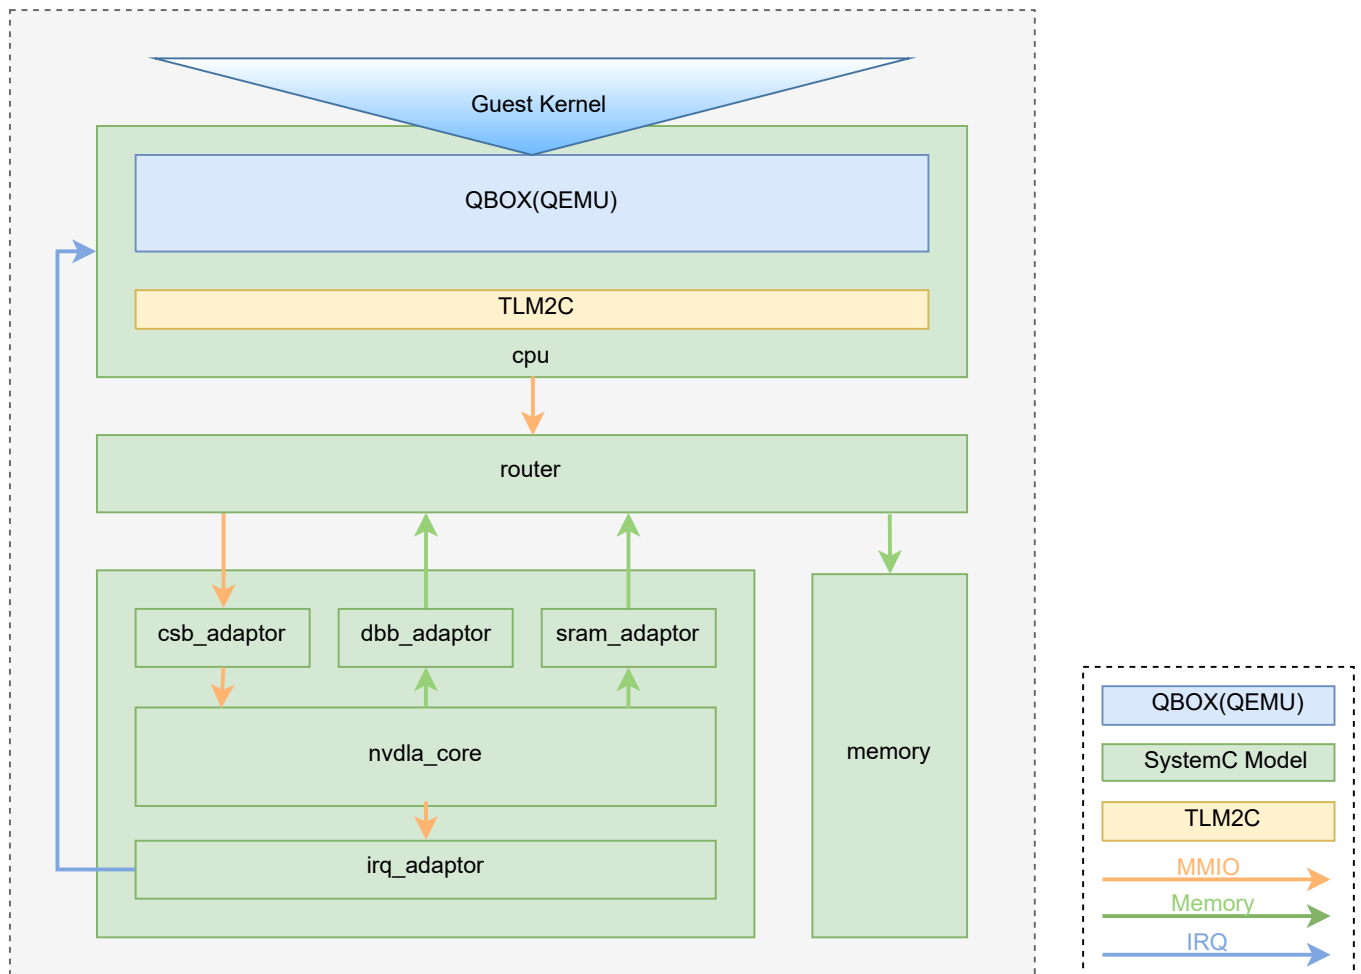 Guest Kernel
QBOX(QEMU)
TLM2C
cpu
router
csb_adaptor
dbb_adaptor
sram_adaptor
nvdla_core
irq_adaptor
memory
QBOX(QEMU)
SystemC Model
TLM2C
MMIO
Memory
IRQ